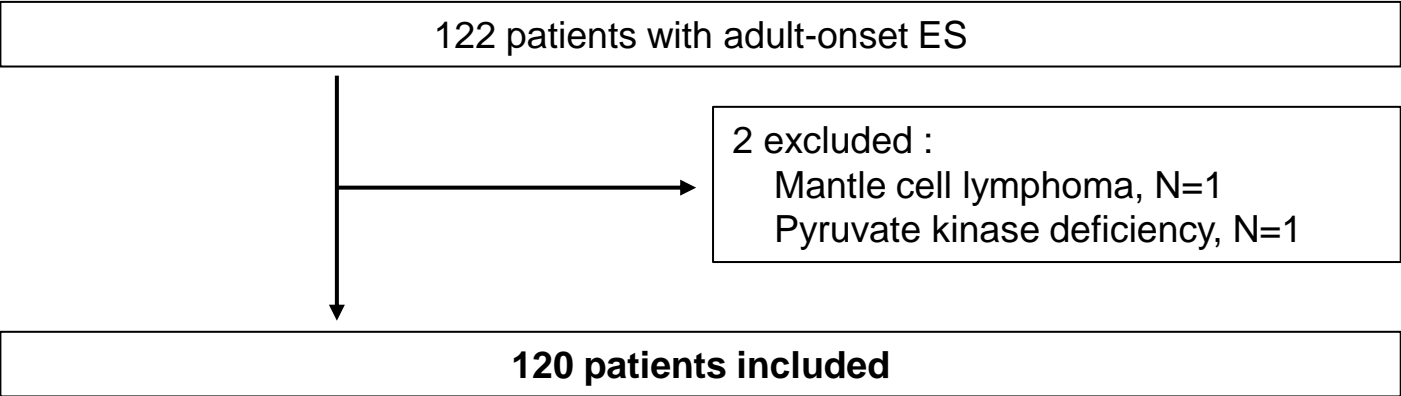 122 patients with adult-onset ES
2 excluded :
Mantle cell lymphoma, N=1
Pyruvate kinase deficiency, N=1
120 patients included